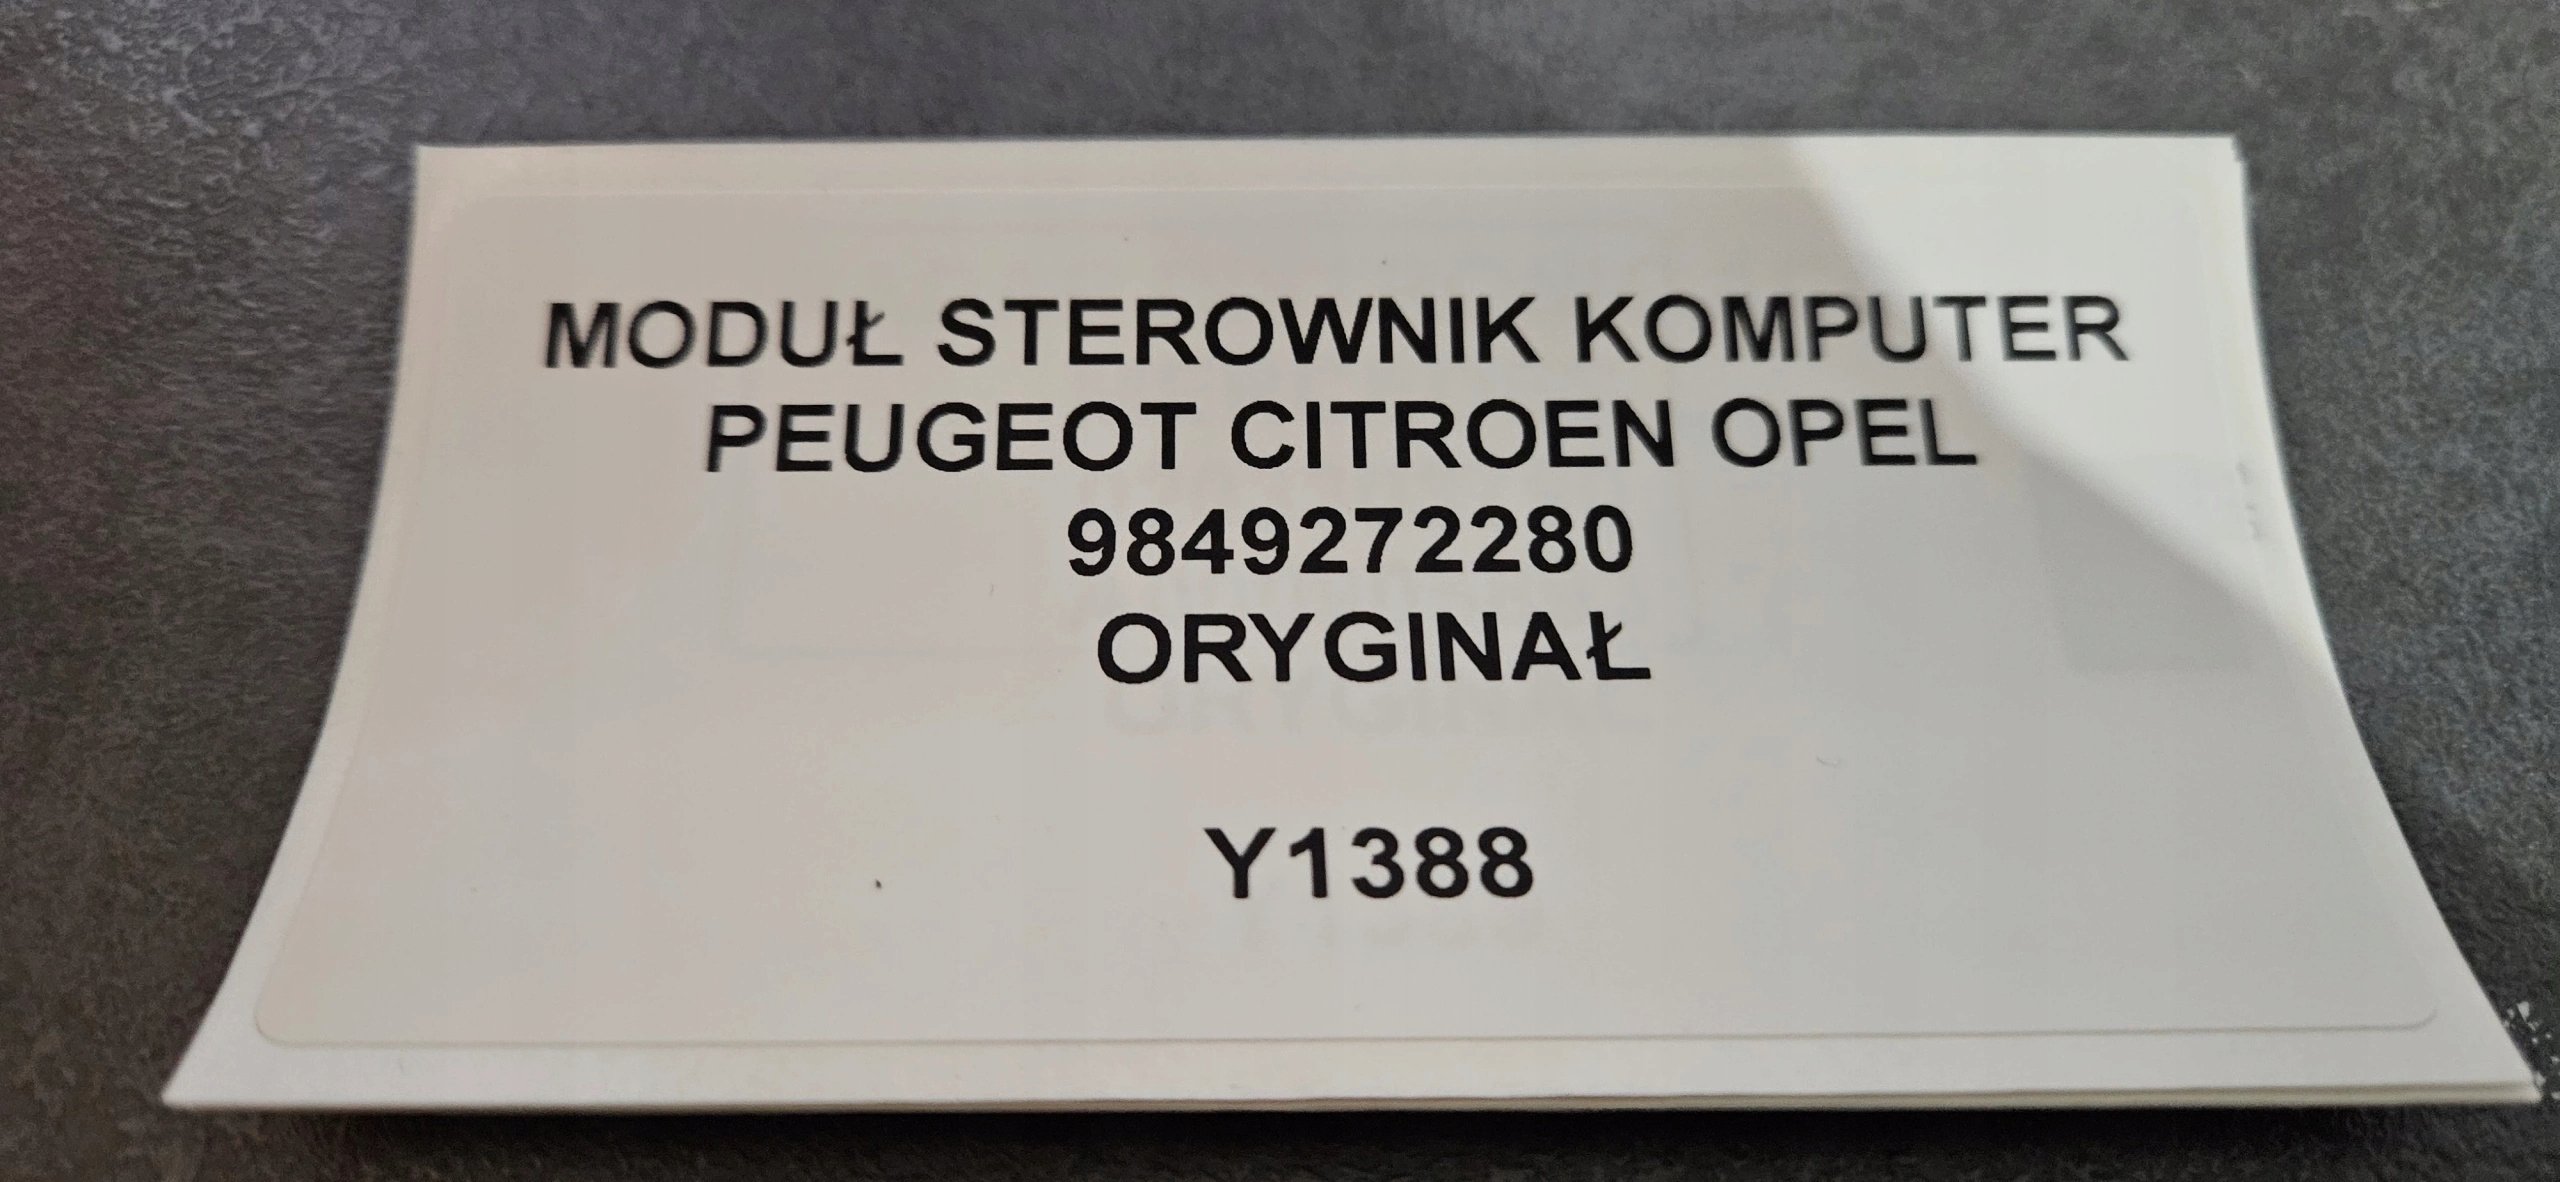 MODUŁ STEROWNIK KOMPUTER
PEUGEOT CITROEN OPEL
9849272280
ORYGINAŁ
Y1388